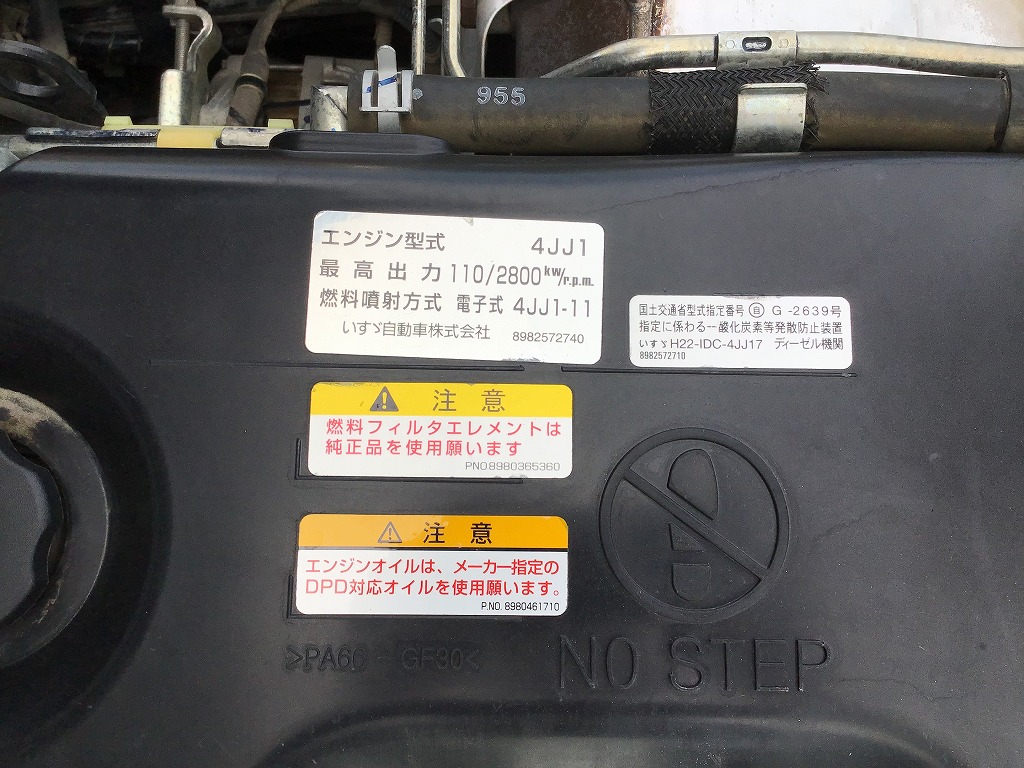 955
エンジン型式 4JJ1
最高出力 110/2800kw/r.p.m.
燃料噴射方式 電子式 4JJ1-11
いすゞ自動車株式会社 8982572740
国土交通省型式指定番号 ㊐ G-2639号
指定に係わる一酸化炭素等発散防止装置
いすゞH22-IDC-4JJ17 ディーゼル機関
8982572710
注意
燃料フィルタエレメントは
純正品を使用願います
PNO.8980365360
注意
エンジンオイルは、メーカー指定の
DPD対応オイルを使用願います。
P.NO. 8980461710
>PA66 - GF30<
NO STEP